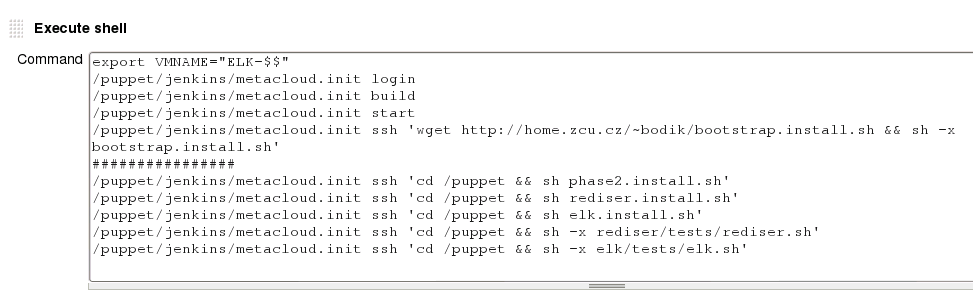 Execute shell
Command
export VMNAME="ELK-$$"
/puppet/jenkins/metacloud.init login
/puppet/jenkins/metacloud.init build
/puppet/jenkins/metacloud.init start
/puppet/jenkins/metacloud.init ssh 'wget http://home.zcu.cz/~bodik/bootstrap.install.sh && sh -x
bootstrap.install.sh'
################
/puppet/jenkins/metacloud.init ssh 'cd /puppet && sh phase2.install.sh'
/puppet/jenkins/metacloud.init ssh 'cd /puppet && sh rediser.install.sh'
/puppet/jenkins/metacloud.init ssh 'cd /puppet && sh elk.install.sh'
/puppet/jenkins/metacloud.init ssh 'cd /puppet && sh -x rediser/tests/rediser.sh'
/puppet/jenkins/metacloud.init ssh 'cd /puppet && sh -x elk/tests/elk.sh'